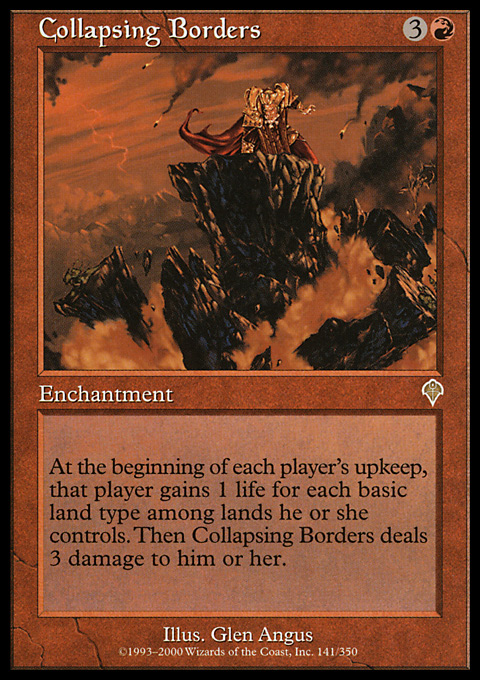 Collapsing Borders 3
Enchantment
At the beginning of each player's upkeep,
that player gains 1 life for each basic
land type among lands he or she
controls. Then Collapsing Borders deals
3 damage to him or her.
Illus. Glen Angus
©1993–2000 Wizards of the Coast, Inc. 141/350